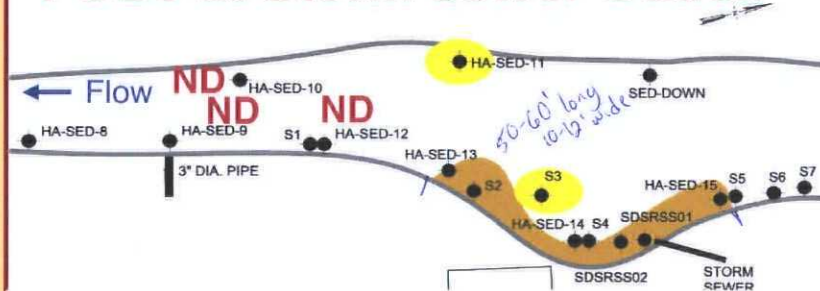 HA-SED-11
ND
HA-SED-10
Flow
SED-DOWN
ND
ND
50-60' long
10-12' wide
HA-SED-8
HA-SED-9
S1
HA-SED-12
HA-SED-13
3" DIA. PIPE
S2
S3
HA-SED-15
S5
S6
S7
HA-SED-14
S4
SDSRSS01
SDSRSS02
STORM
SEWER